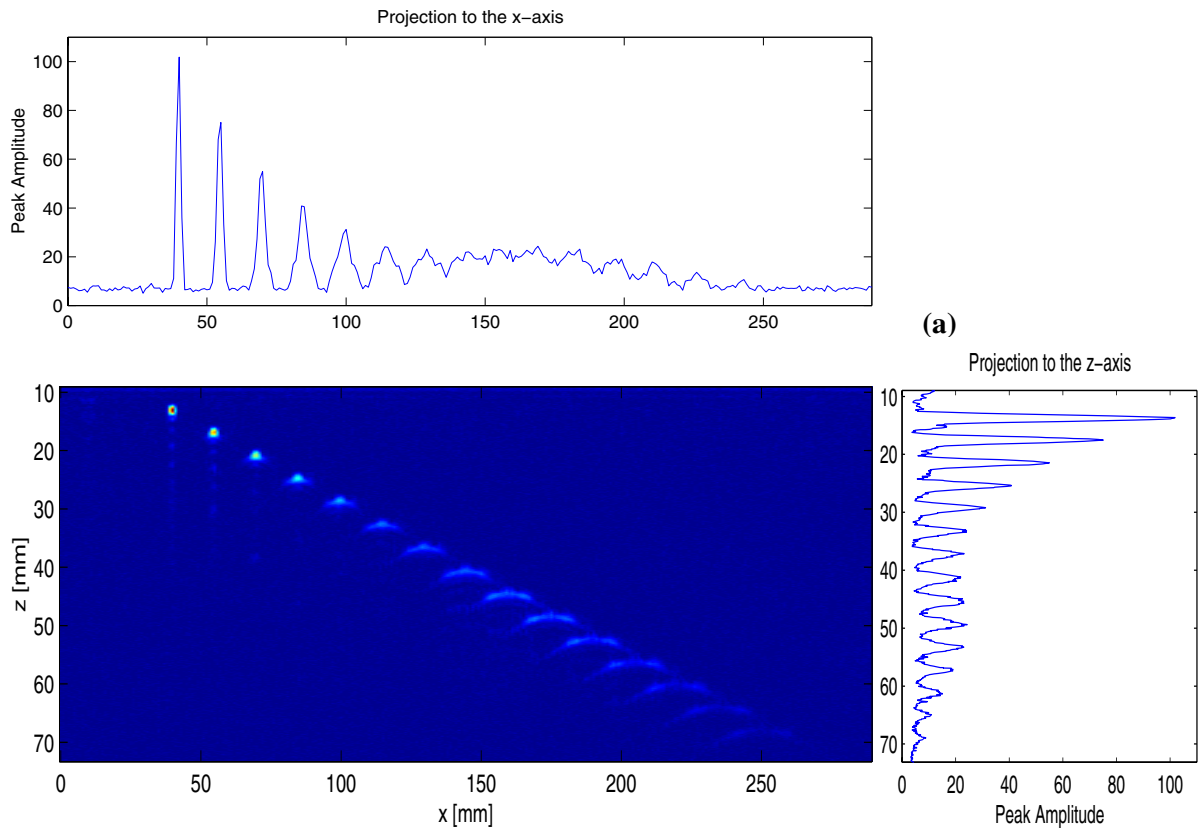 Projection to the x-axis
Peak Amplitude
100
80
60
40
20
0
0 50 100 150 200 250
(a)
Projection to the z-axis
z [mm]
10
20
30
40
50
60
70
0 50 100 150 200 250
x [mm]
10
20
30
40
50
60
70
0 20 40 60 80 100
Peak Amplitude